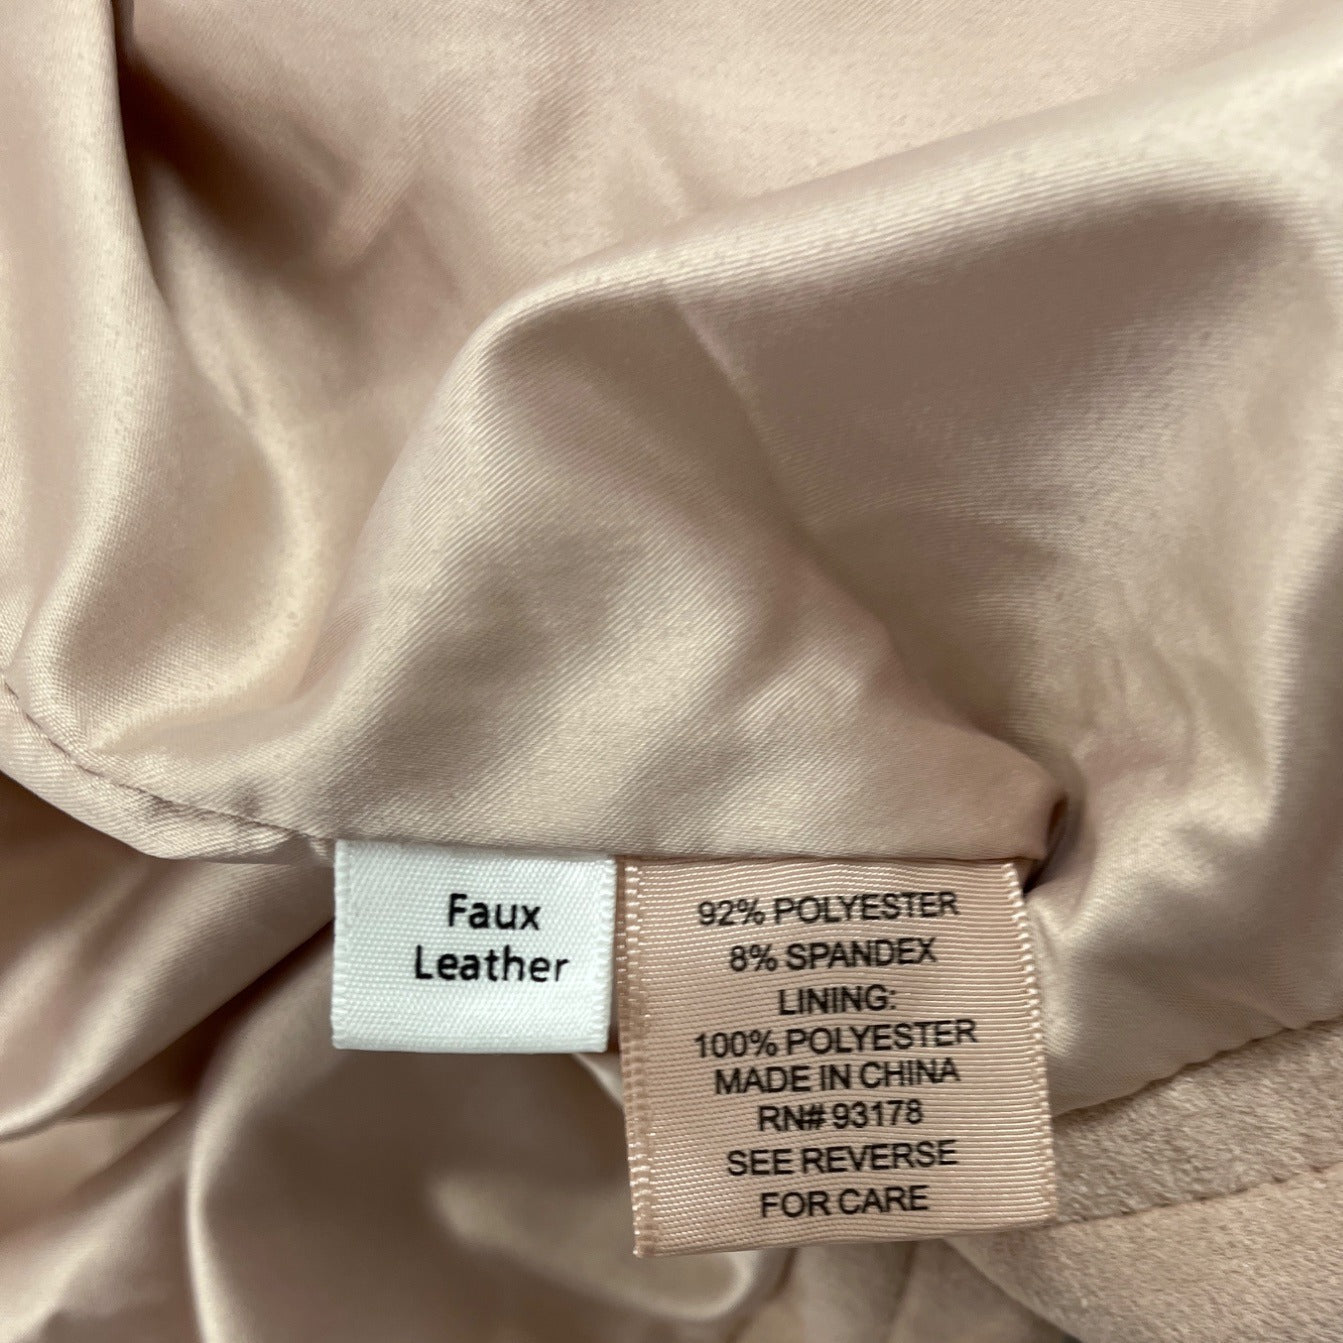 Faux
Leather
92% POLYESTER
8% SPANDEX
LINING:
100% POLYESTER
MADE IN CHINA
RN# 93178
SEE REVERSE
FOR CARE